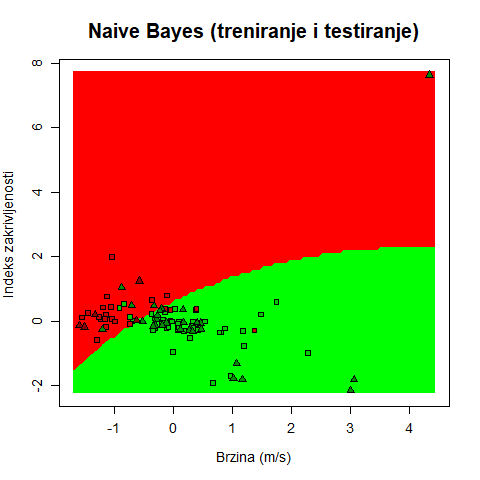 Naive Bayes (treniranje i testiranje)
Indeks zakrivljenosti
8
6
4
2
0
-2
-1 0 1 2 3 4
Brzina (m/s)